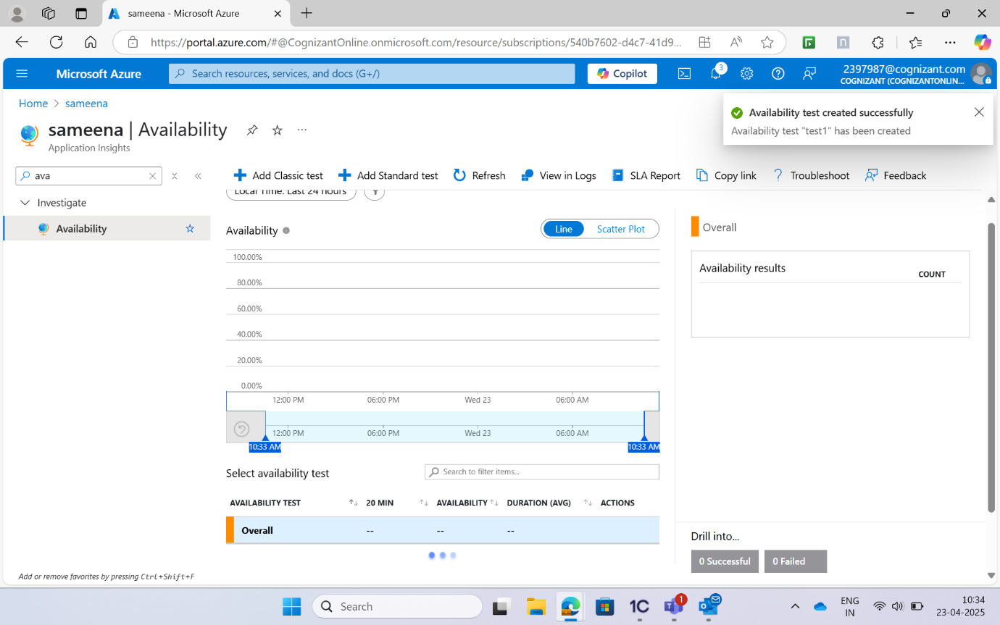 sameena - Microsoft Azure
https://portal.azure.com/#@CognizantOnline.onmicrosoft.com/resource/subscriptions/540b7602-d4c7-41d9...
Microsoft Azure
Search resources, services, and docs (G+/)
Copilot
3
2397987@cognizant.com
COGNIZANT (COGNIZANTONLIN...
Home > sameena
Availability test created successfully
Availability test "test1" has been created
sameena | Availability
Application Insights
ava
Add Classic test
Add Standard test
Refresh
View in Logs
SLA Report
Copy link
Troubleshoot
Feedback
Investigate
Availability
Local Time: Last 24 hours
Availability
Line
Scatter Plot
100.00%
80.00%
60.00%
40.00%
20.00%
0.00%
12:00 PM 06:00 PM Wed 23 06:00 AM
12:00 PM 06:00 PM Wed 23 06:00 AM
10:33 AM 10:33 AM
Select availability test
Search to filter items...
AVAILABILITY TEST 20 MIN AVAILABILITY DURATION (AVG) ACTIONS
Overall -- -- --
Overall
Availability results
COUNT
Drill into...
0 Successful
0 Failed
Add or remove favorites by pressing Ctrl+Shift+F
Search
1C
1
ENG
IN
10:34
23-04-2025